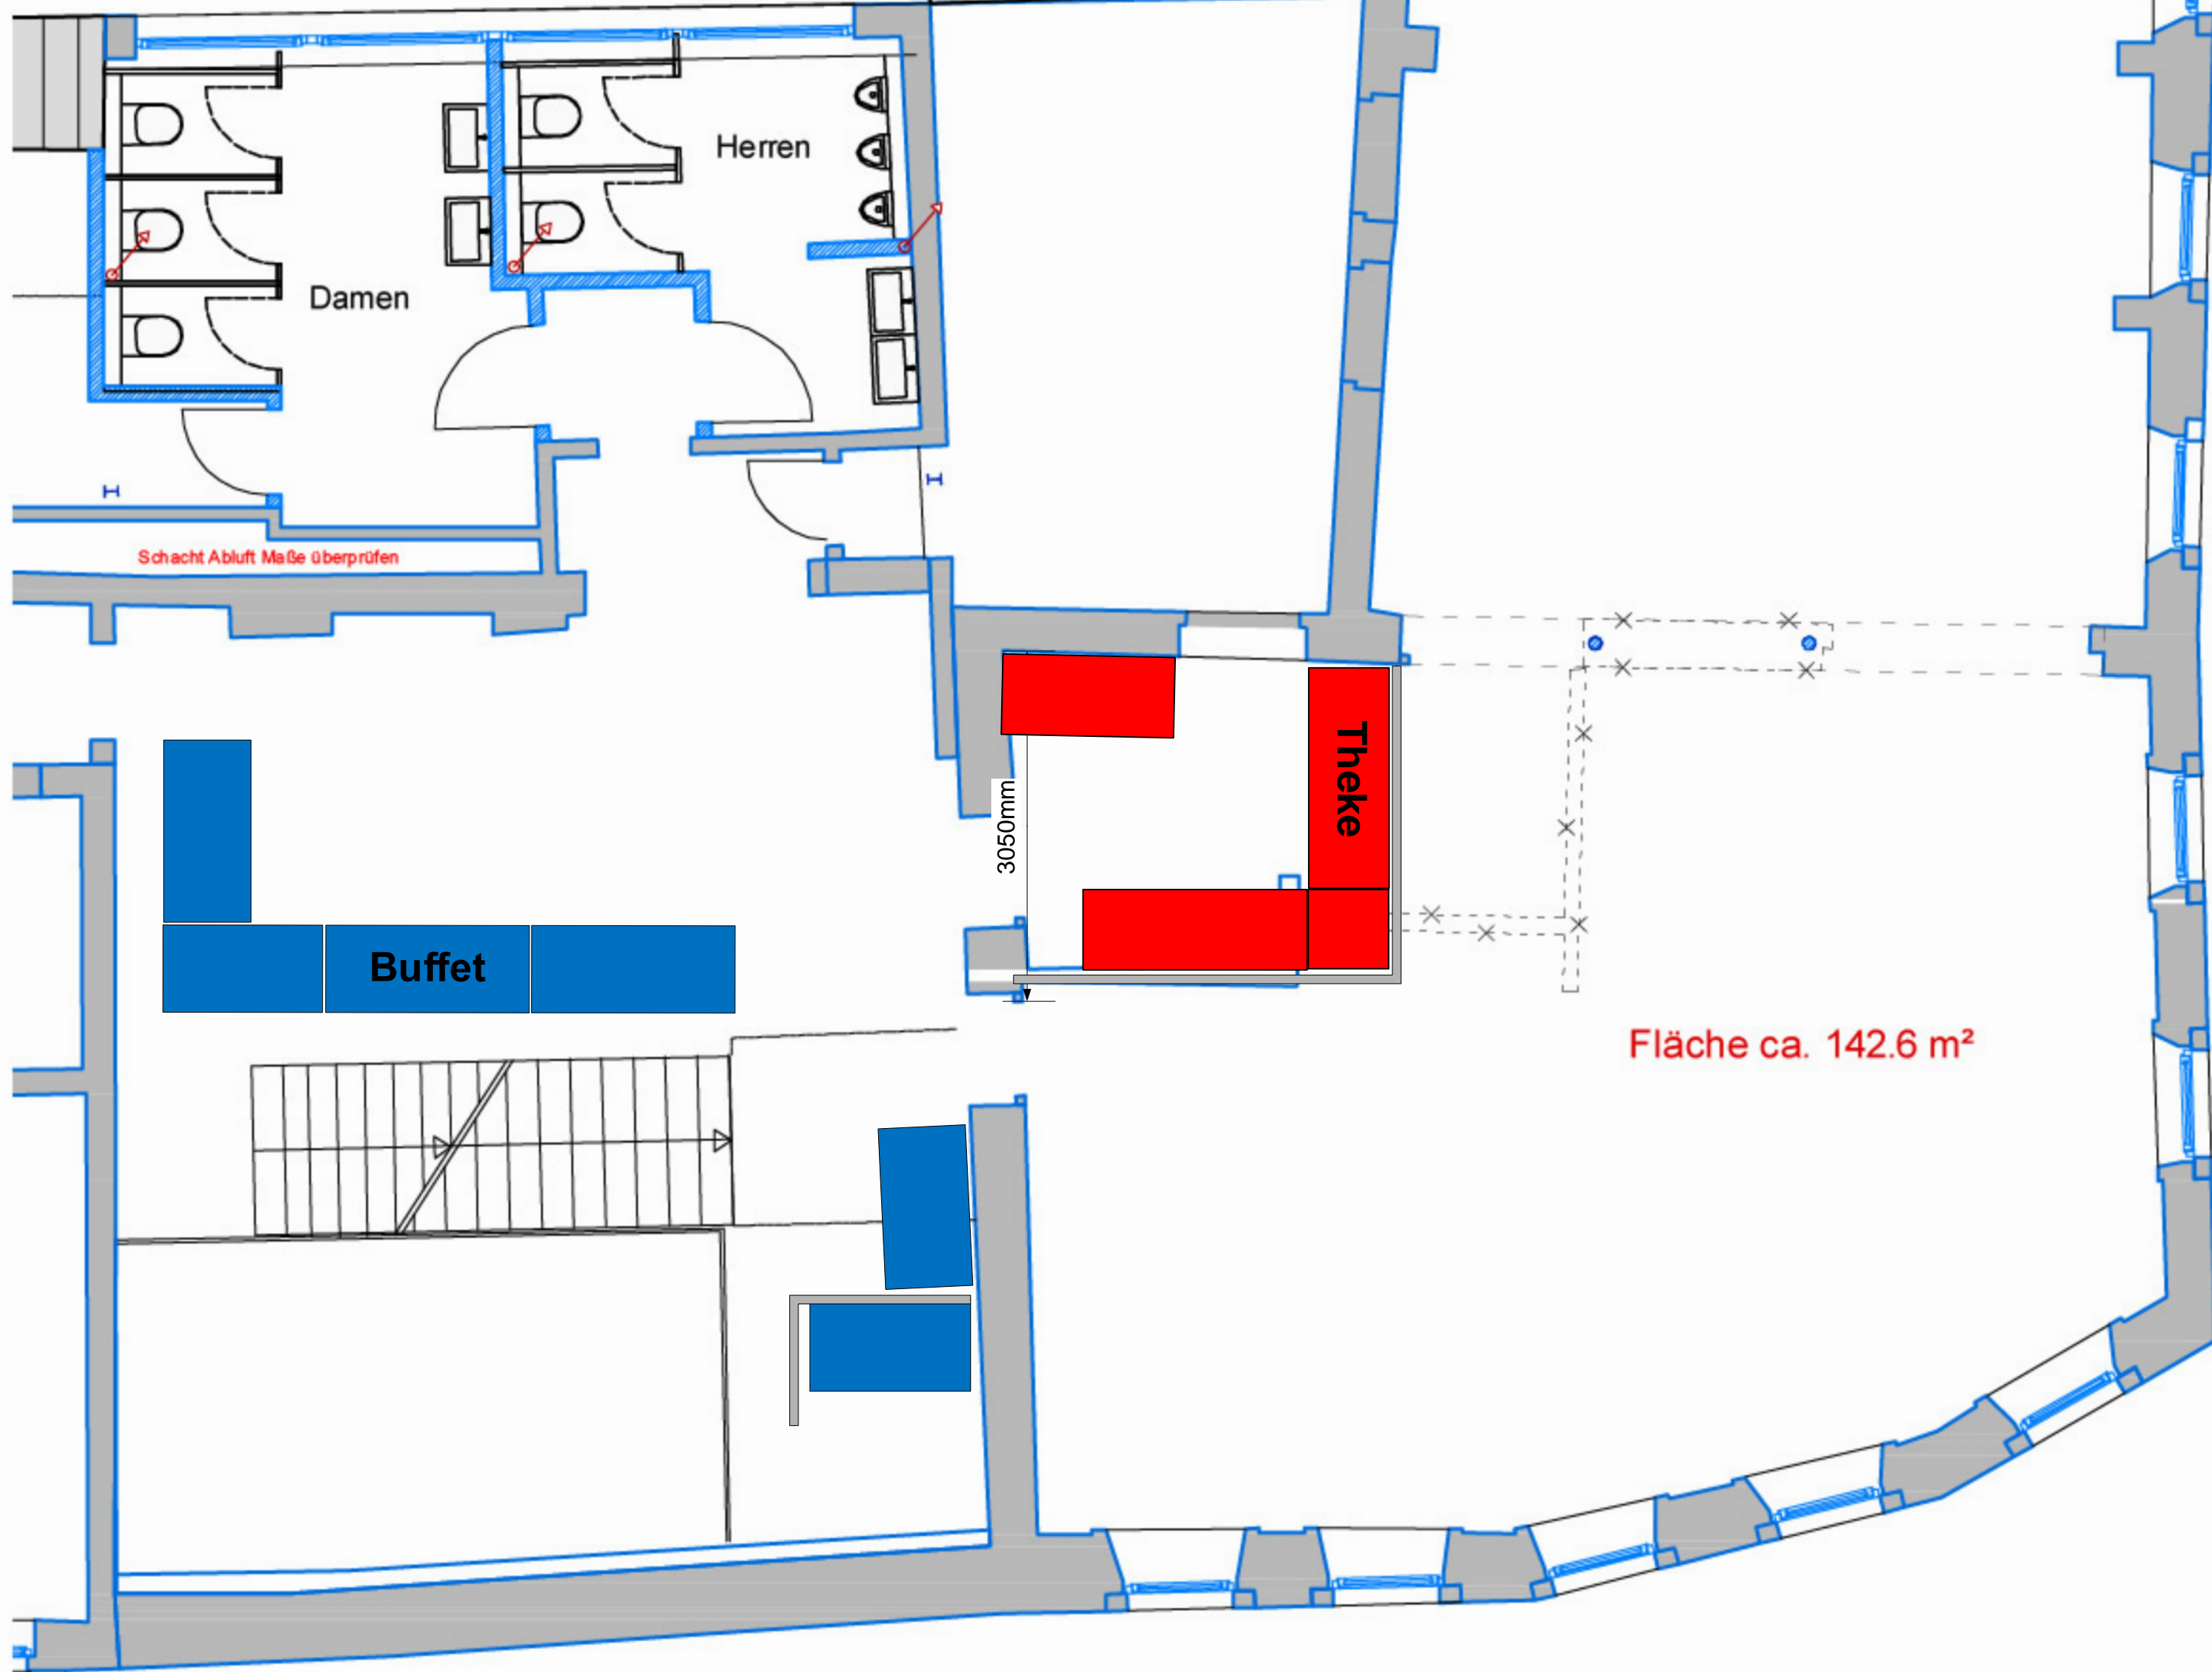 Herren
Damen
Schacht Abluft Maße überprüfen
Theke
3050mm
Buffet
Fläche ca. 142.6 m²